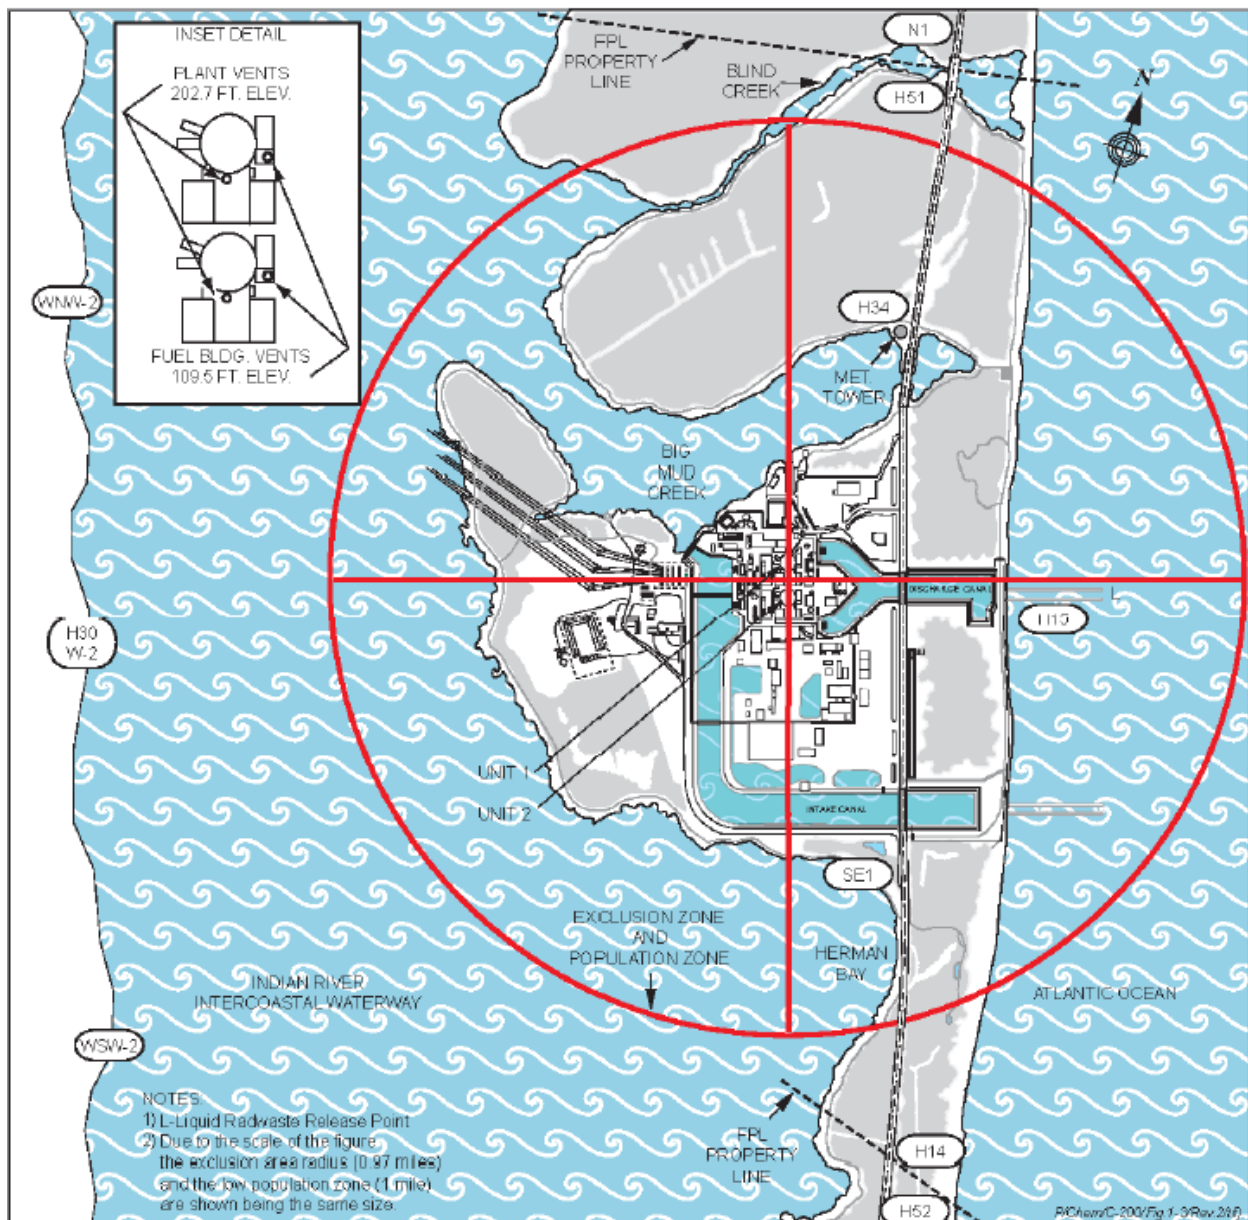 INSET DETAIL
PLANT VENTS
202.7 FT. ELEV.
FUEL BLDG. VENTS
109.5 FT. ELEV.
FPL
PROPERTY
LINE
BLIND
CREEK
N1
H51
N
WNW-2
H34
MET.
TOWER
BIG
MUD
CREEK
DISCHARGE CANAL
L
H15
H30
W-2
UNIT 1
UNIT 2
INTAKE CANAL
SE1
EXCLUSION ZONE
AND
POPULATION ZONE
HERMAN
BAY
INDIAN RIVER
INTERCOASTAL WATERWAY
ATLANTIC OCEAN
WSW-2
NOTES:
1) L-Liquid Radwaste Release Point
2) Due to the scale of the figure,
the exclusion area radius (0.97 miles)
and the low population zone (1 mile)
are shown being the same size.
FPL
PROPERTY
LINE
H14
H52